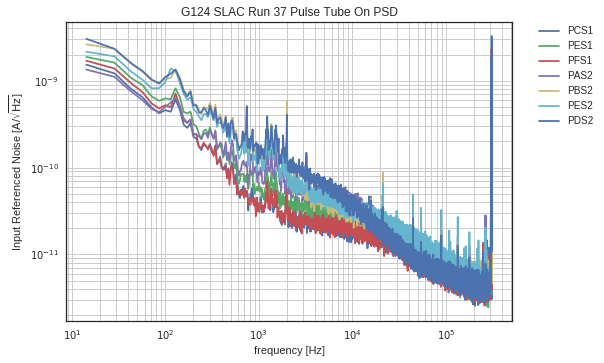 G124 SLAC Run 37 Pulse Tube On PSD
PCS1
PES1
PFS1
PAS2
PBS2
PES2
PDS2
Input Referenced Noise [A/√Hz]
10⁻⁹
10⁻¹⁰
10⁻¹¹
10¹ 10² 10³ 10⁴ 10⁵
frequency [Hz]